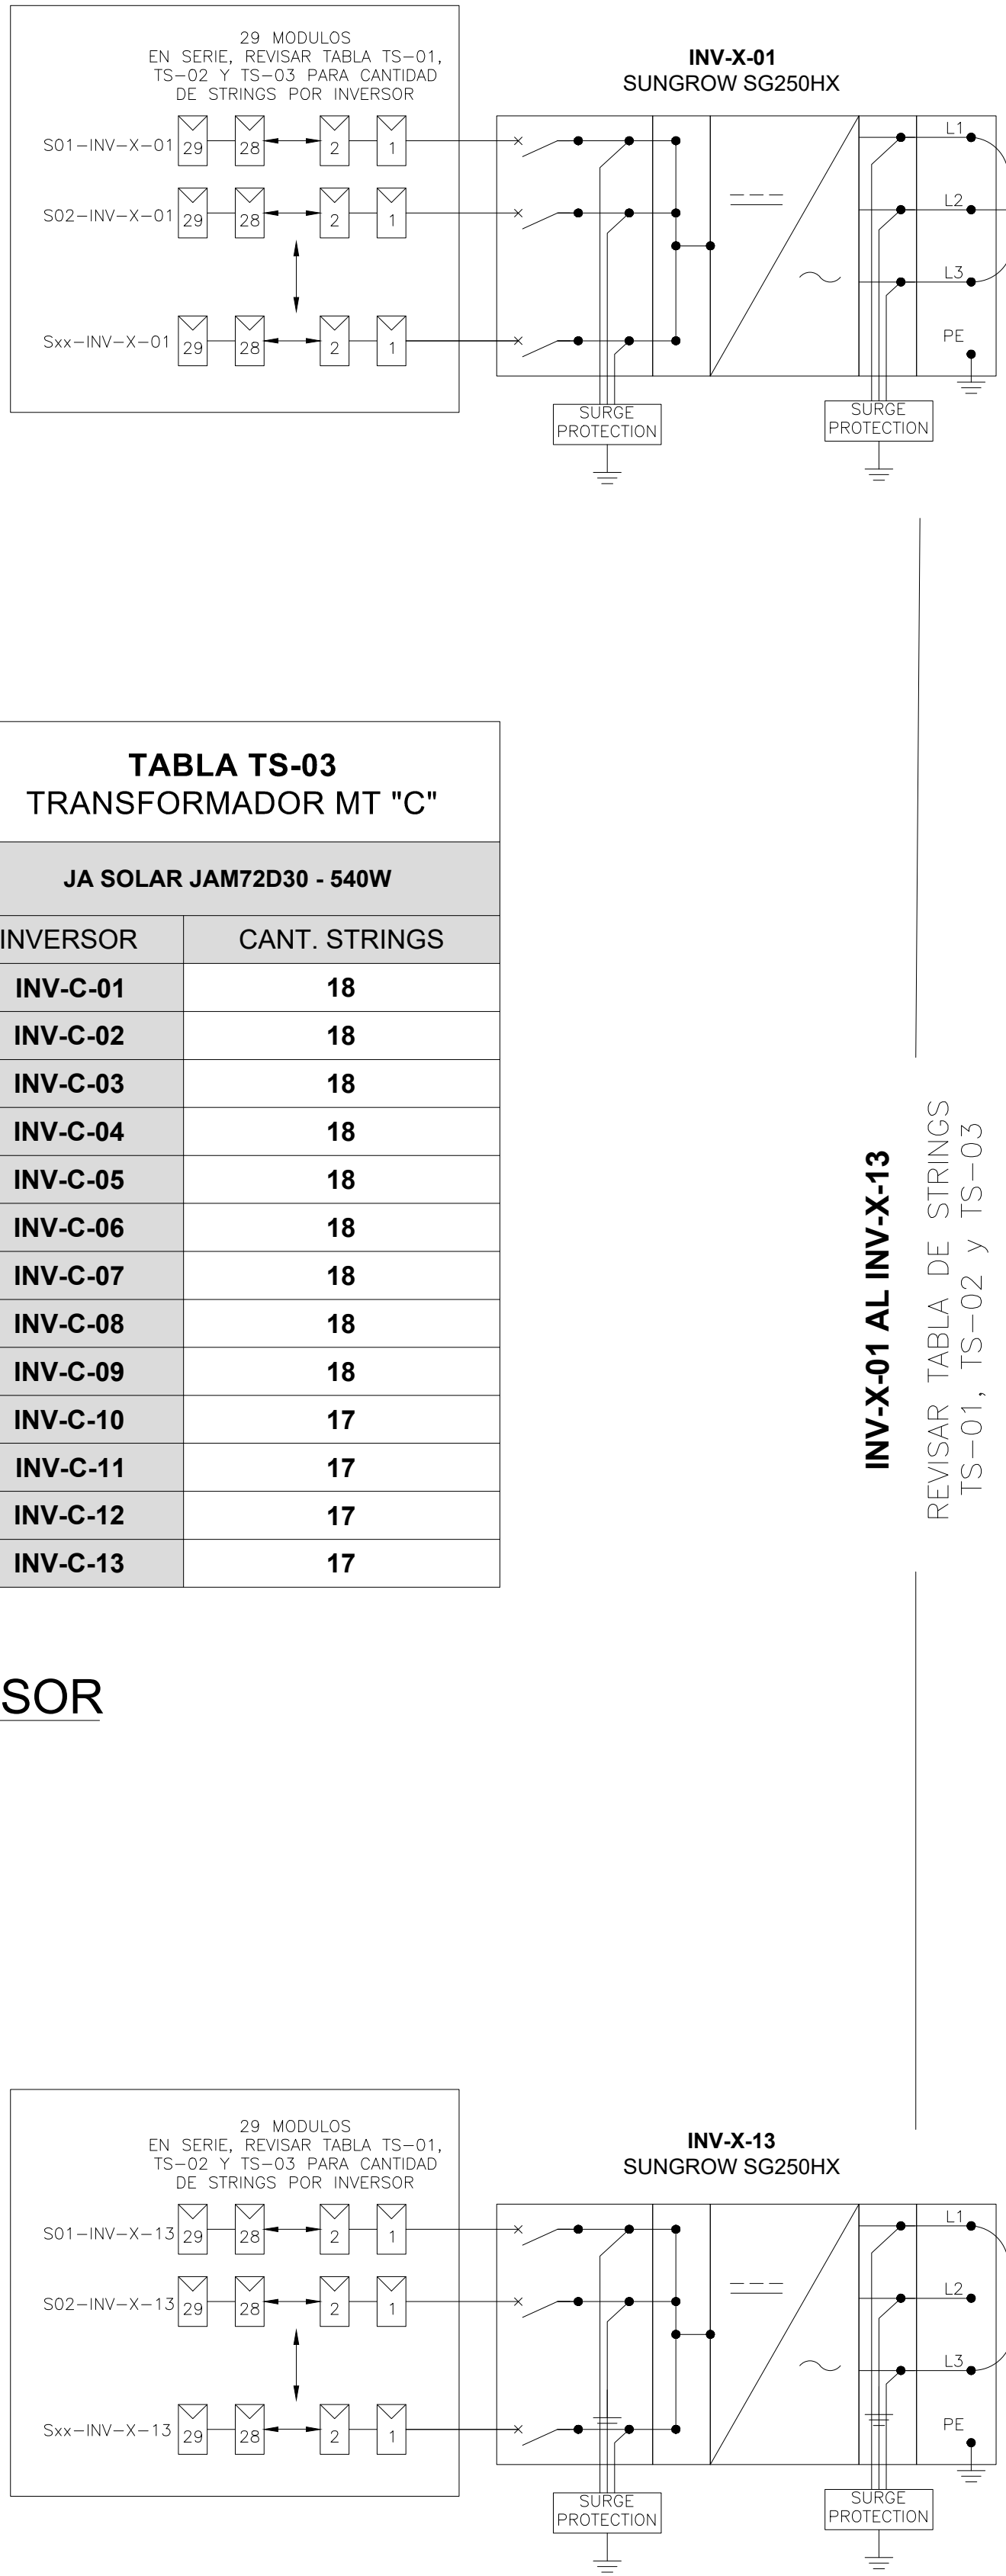 29 MODULOS
EN SERIE, REVISAR TABLA TS-01,
TS-02 Y TS-03 PARA CANTIDAD
DE STRINGS POR INVERSOR
INV-X-01
SUNGROW SG250HX
S01-INV-X-01 29 28 2 1
L1
S02-INV-X-01 29 28 2 1
L2
L3
Sxx-INV-X-01 29 28 2 1
PE
SURGE
PROTECTION
SURGE
PROTECTION
TABLA TS-03
TRANSFORMADOR MT "C"
JA SOLAR JAM72D30 - 540W
INVERSOR CANT. STRINGS
INV-C-01 18
INV-C-02 18
INV-C-03 18
INV-C-04 18
INV-C-05 18
INV-C-06 18
INV-C-07 18
INV-C-08 18
INV-C-09 18
INV-C-10 17
INV-C-11 17
INV-C-12 17
INV-C-13 17
INV-X-01 AL INV-X-13
REVISAR TABLA DE STRINGS
TS-01, TS-02 y TS-03
SOR
29 MODULOS
EN SERIE, REVISAR TABLA TS-01,
TS-02 Y TS-03 PARA CANTIDAD
DE STRINGS POR INVERSOR
INV-X-13
SUNGROW SG250HX
S01-INV-X-13 29 28 2 1
L1
S02-INV-X-13 29 28 2 1
L2
L3
Sxx-INV-X-13 29 28 2 1
PE
SURGE
PROTECTION
SURGE
PROTECTION